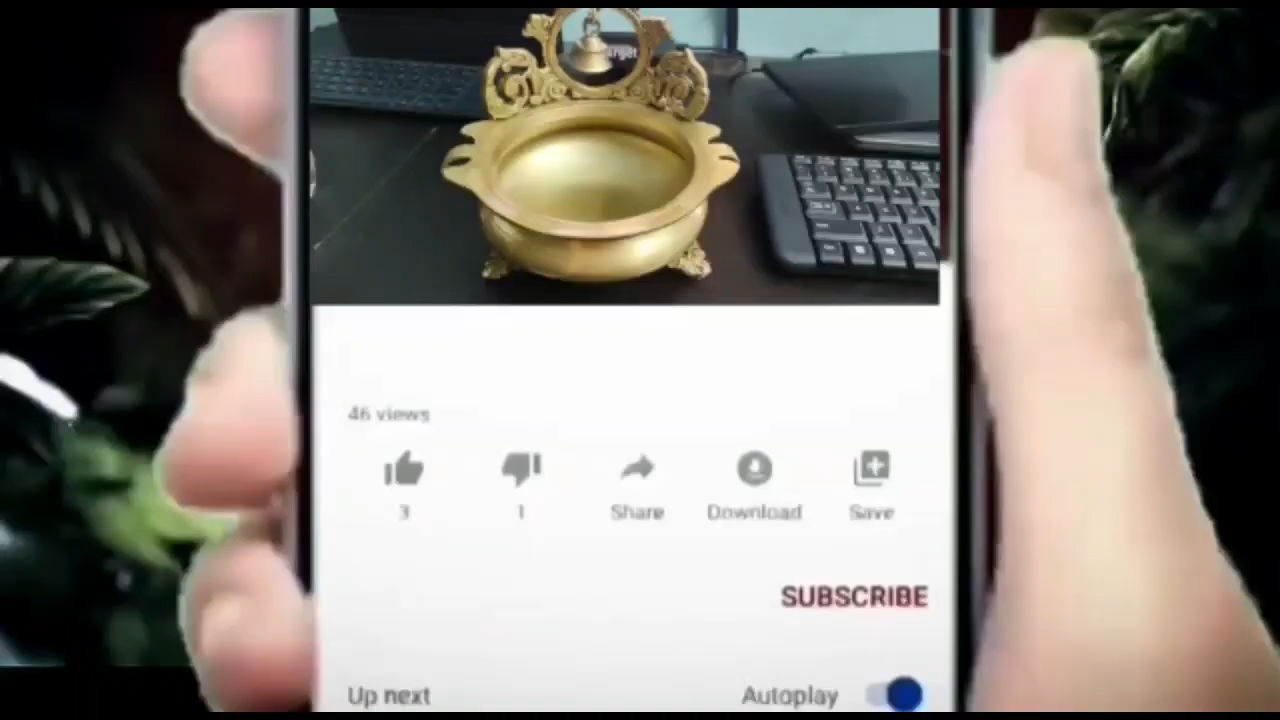 46 views
3
1
Share
Download
Save
SUBSCRIBE
Up next
Autoplay